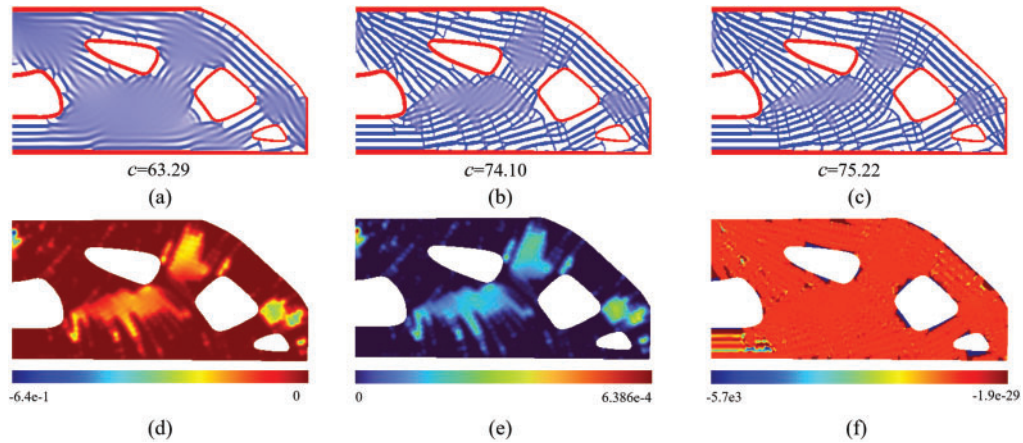 c=63.29 c=74.10 c=75.22
(a) (b) (c)
-6.4e-1 0 0 6.386e-4 -5.7e3 -1.9e-29
(d) (e) (f)